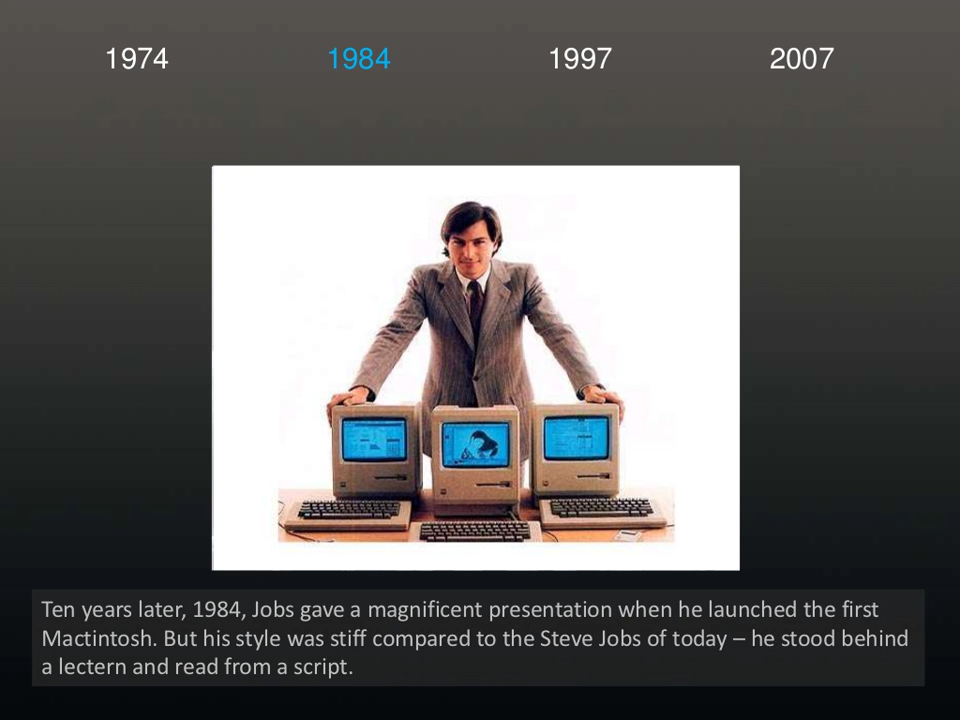 1974 1984 1997 2007
Ten years later, 1984, Jobs gave a magnificent presentation when he launched the first
Mactintosh. But his style was stiff compared to the Steve Jobs of today – he stood behind
a lectern and read from a script.